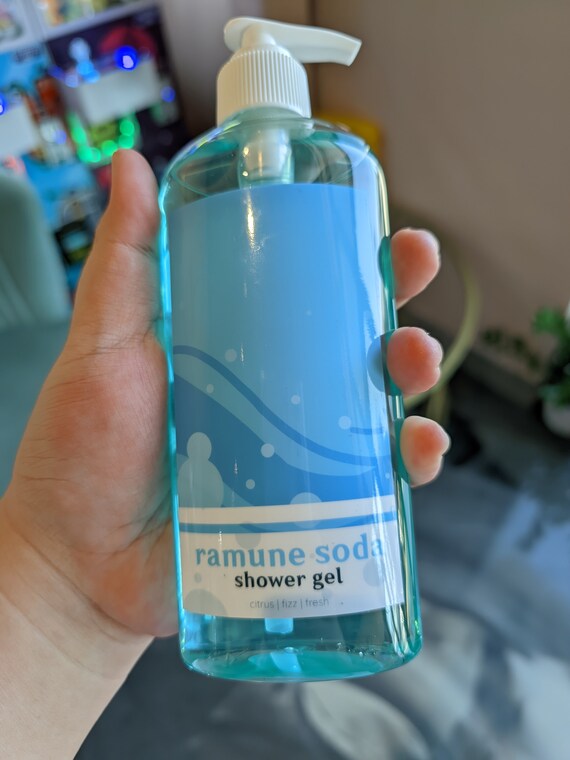 ramune soda
shower gel
citrus | fizz | fresh